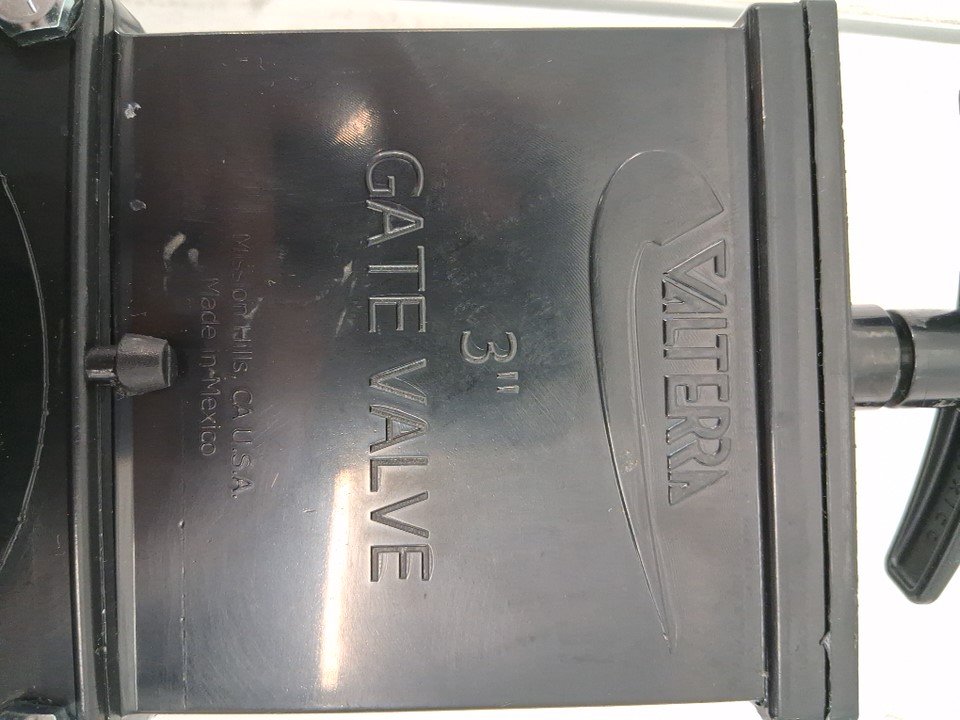 VALTERRA
3"
GATE VALVE
Mission Hills, CA U.S.A.
Made in Mexico